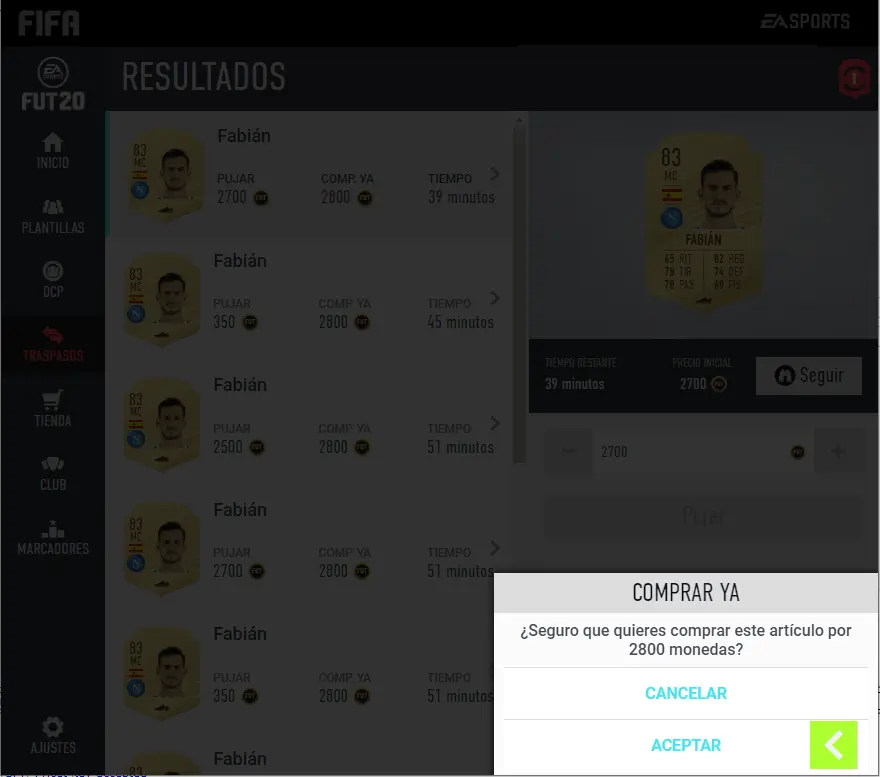 FIFA
EA SPORTS
EA SPORTS
FUT20
RESULTADOS
1
INICIO
PLANTILLAS
DCP
TRASPASOS
TIENDA
CLUB
MARCADORES
AJUSTES
83
MC
Fabián
PUJAR COMP. YA TIEMPO
2700 2800 39 minutos
83
MC
Fabián
PUJAR COMP. YA TIEMPO
350 2800 45 minutos
83
MC
Fabián
PUJAR COMP. YA TIEMPO
2500 2800 51 minutos
83
MC
Fabián
PUJAR COMP. YA TIEMPO
2700 2800 51 minutos
83
MC
Fabián
PUJAR COMP. YA TIEMPO
350 2800 51 minutos
Fabián
83
MC
FABIÁN
65 RIT 82 REG
78 TIR 74 DEF
78 PAS 69 FIS
TIEMPO RESTANTE PRECIO INICIAL
39 minutos 2700
Seguir
2700
Pujar
COMPRAR YA
¿Seguro que quieres comprar este artículo por
2800 monedas?
CANCELAR
ACEPTAR